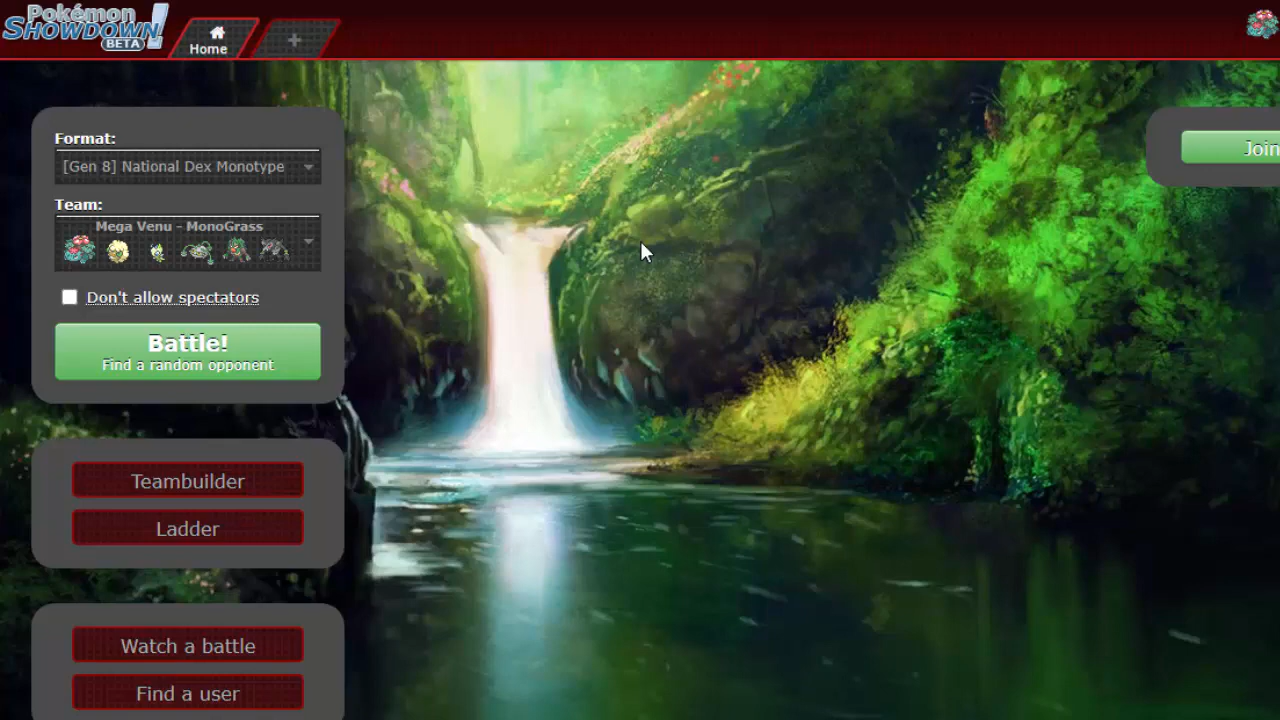 Pokémon
SHOWDOWN!
BETA
Home
Format:
[Gen 8] National Dex Monotype
Team:
Mega Venu - MonoGrass
Don't allow spectators
Battle!
Find a random opponent
Teambuilder
Ladder
Watch a battle
Find a user
Join